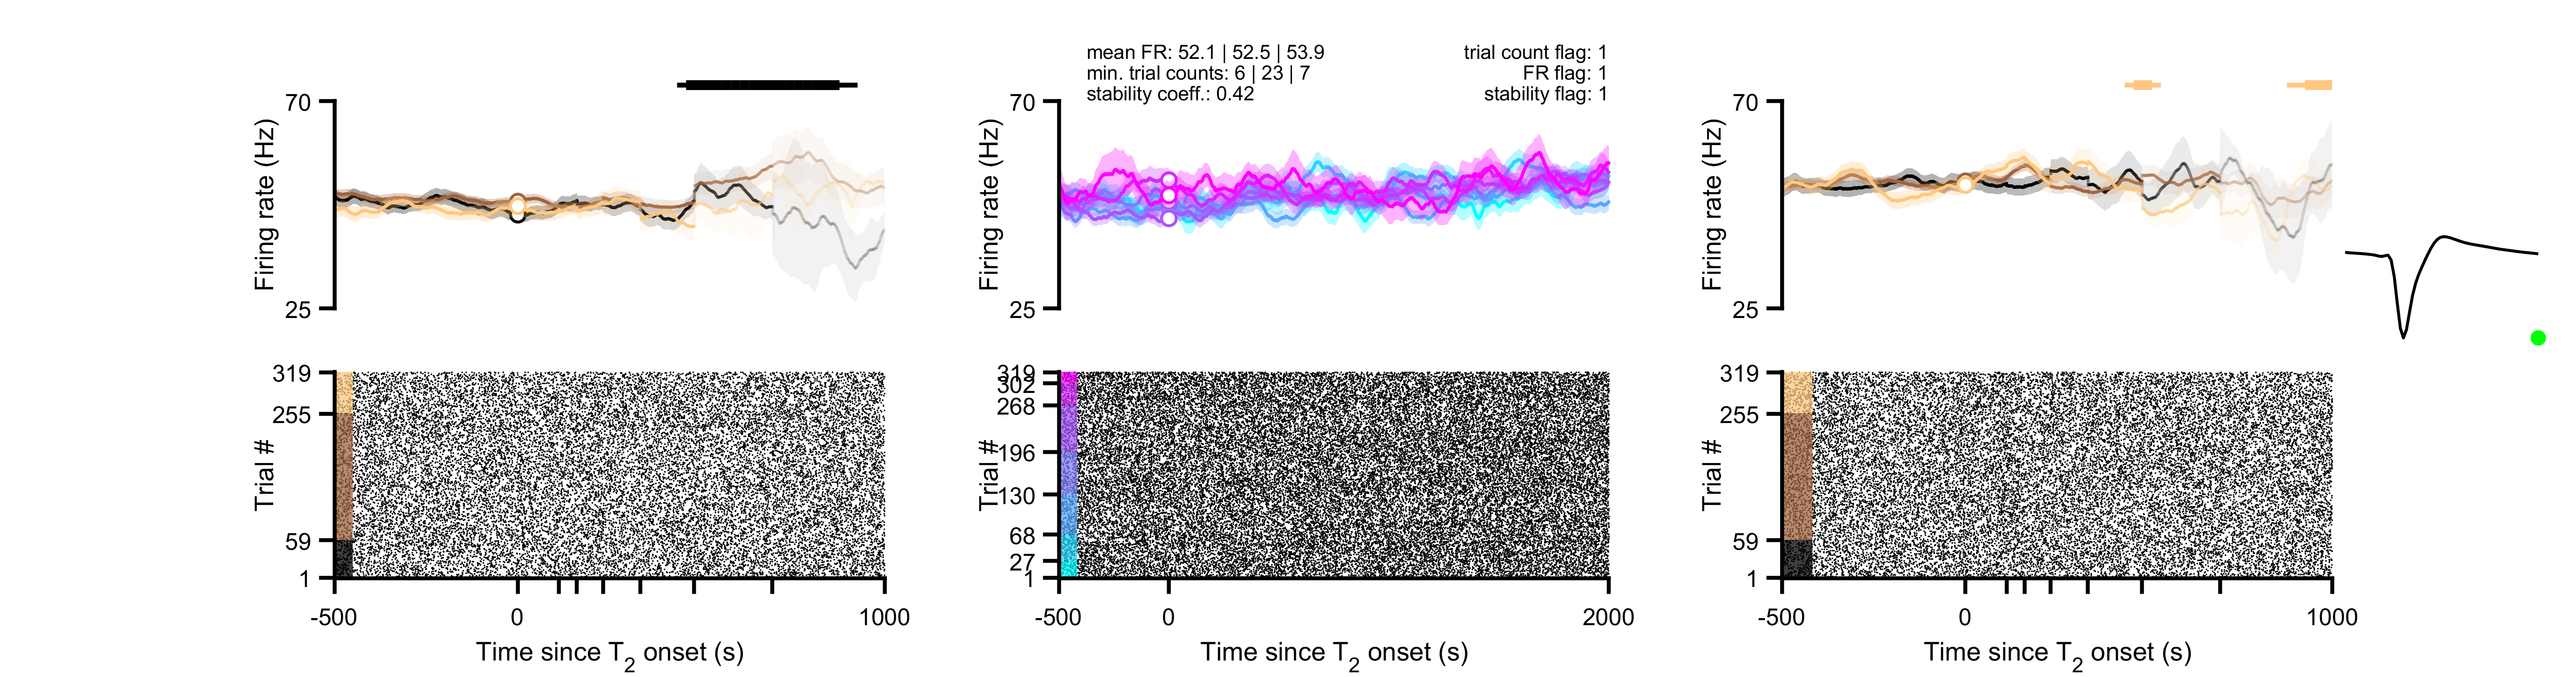 mean FR: 52.1 | 52.5 | 53.9
min. trial counts: 6 | 23 | 7
stability coeff.: 0.42
trial count flag: 1
FR flag: 1
stability flag: 1
70
Firing rate (Hz)
25
70
Firing rate (Hz)
25
70
Firing rate (Hz)
25
319
255
Trial #
59
1
-500
0
1000
Time since T2 onset (s)
319
302
268
196
Trial #
130
68
27
1
-500
0
2000
Time since T2 onset (s)
319
255
Trial #
59
1
-500
0
1000
Time since T2 onset (s)